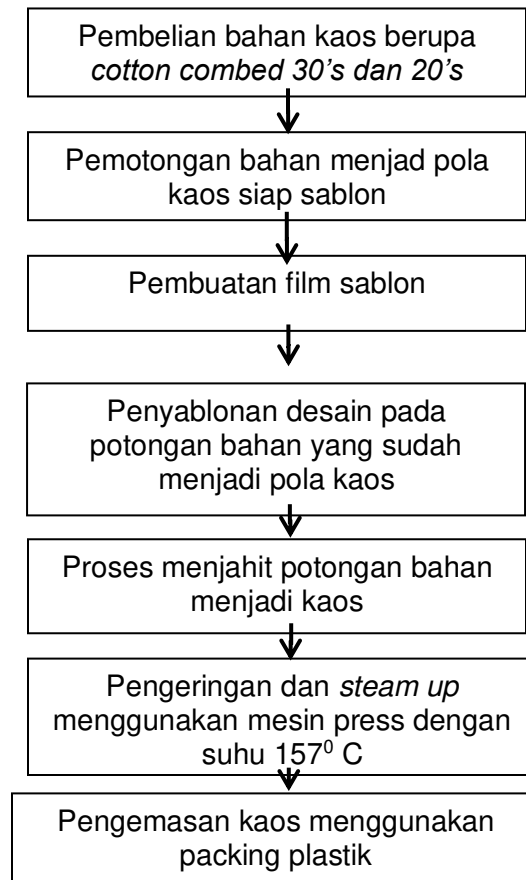 Pembelian bahan kaos berupa
cotton combed 30’s dan 20’s
Pemotongan bahan menjad pola
kaos siap sablon
Pembuatan film sablon
Penyablonan desain pada
potongan bahan yang sudah
menjadi pola kaos
Proses menjahit potongan bahan
menjadi kaos
Pengeringan dan steam up
menggunakan mesin press dengan
suhu 157⁰ C
Pengemasan kaos menggunakan
packing plastik